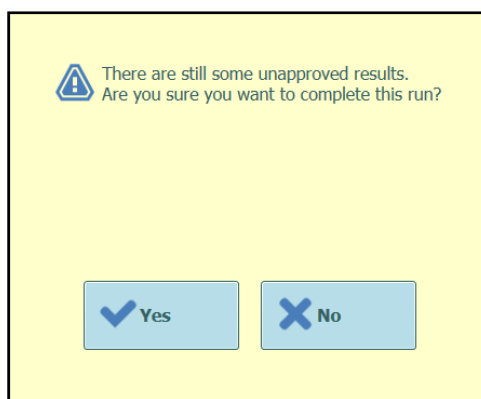 There are still some unapproved results.
Are you sure you want to complete this run?
Yes
No